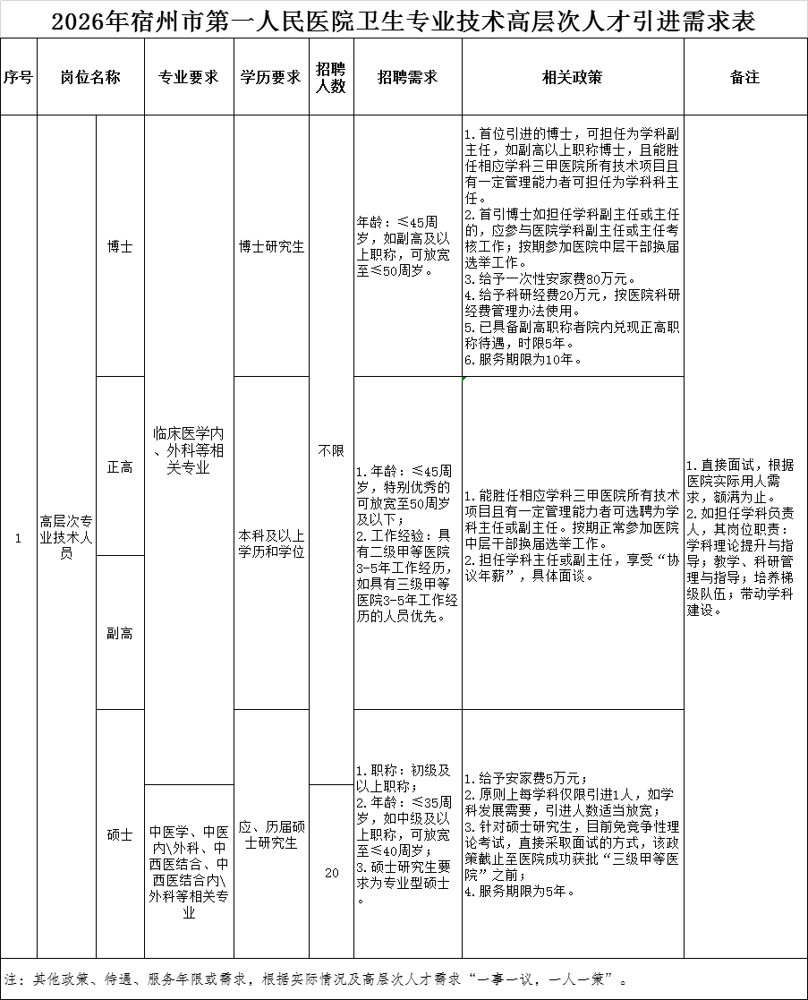 2026年宿州市第一人民医院卫生专业技术高层次人才引进需求表
序号
岗位名称
专业要求
学历要求
招聘
人数
招聘需求
相关政策
备注
1
高层次专
业技术人
员
博士
临床医学内
、外科等相
关专业
博士研究生
不限
年龄：≤45周
岁，如副高及以
上职称，可放宽
至≤50周岁。
1.首位引进的博士，可担任为学科副
主任，如副高以上职称博士，且能胜
任相应学科三甲医院所有技术项目且
有一定管理能力者可担任为学科科主
任。
2.首引博士如担任学科副主任或主任
的，应参与医院学科副主任或主任考
核工作；按期参加医院中层干部换届
选举工作。
3.给予一次性安家费80万元。
4.给予科研经费20万元，按医院科研
经费管理办法使用。
5.已具备副高职称者院内兑现正高职
称待遇，时限5年。
6.服务期限为10年。
正高
副高
本科及以上
学历和学位
1.年龄：≤45周
岁，特别优秀的
可放宽至50周岁
及以下；
2.工作经验：具
有二级甲等医院
3-5年工作经历，
如具有三级甲等
医院3-5年工作经
历的人员优先。
1.能胜任相应学科三甲医院所有技术
项目且有一定管理能力者可选聘为学
科主任或副主任。按期正常参加医院
中层干部换届选举工作。
2.担任学科主任或副主任，享受“协
议年薪”，具体面谈。
1.直接面试，根据
医院实际用人需
求，额满为止。
2.如担任学科负责
人，其岗位职责：
学科理论提升与指
导；教学、科研管
理与指导；培养梯
级队伍；带动学科
建设。
硕士
中医学、中医
内\外科、中
西医结合、中
西医结合内\
外科等相关专
业
应、历届硕
士研究生
20
1.职称：初级及
以上职称；
2.年龄：≤35周
岁，如中级及以
上职称，可放宽
至≤40周岁；
3.硕士研究生要
求为专业型硕士
。
1.给予安家费5万元；
2.原则上每学科仅限引进1人，如学
科发展需要，引进人数适当放宽；
3.针对硕士研究生，目前免竞争性理
论考试，直接采取面试的方式，该政
策截止至医院成功获批“三级甲等医
院”之前；
4.服务期限为5年。
注：其他政策、待遇、服务年限或需求，根据实际情况及高层次人才需求“一事一议，一人一策”。